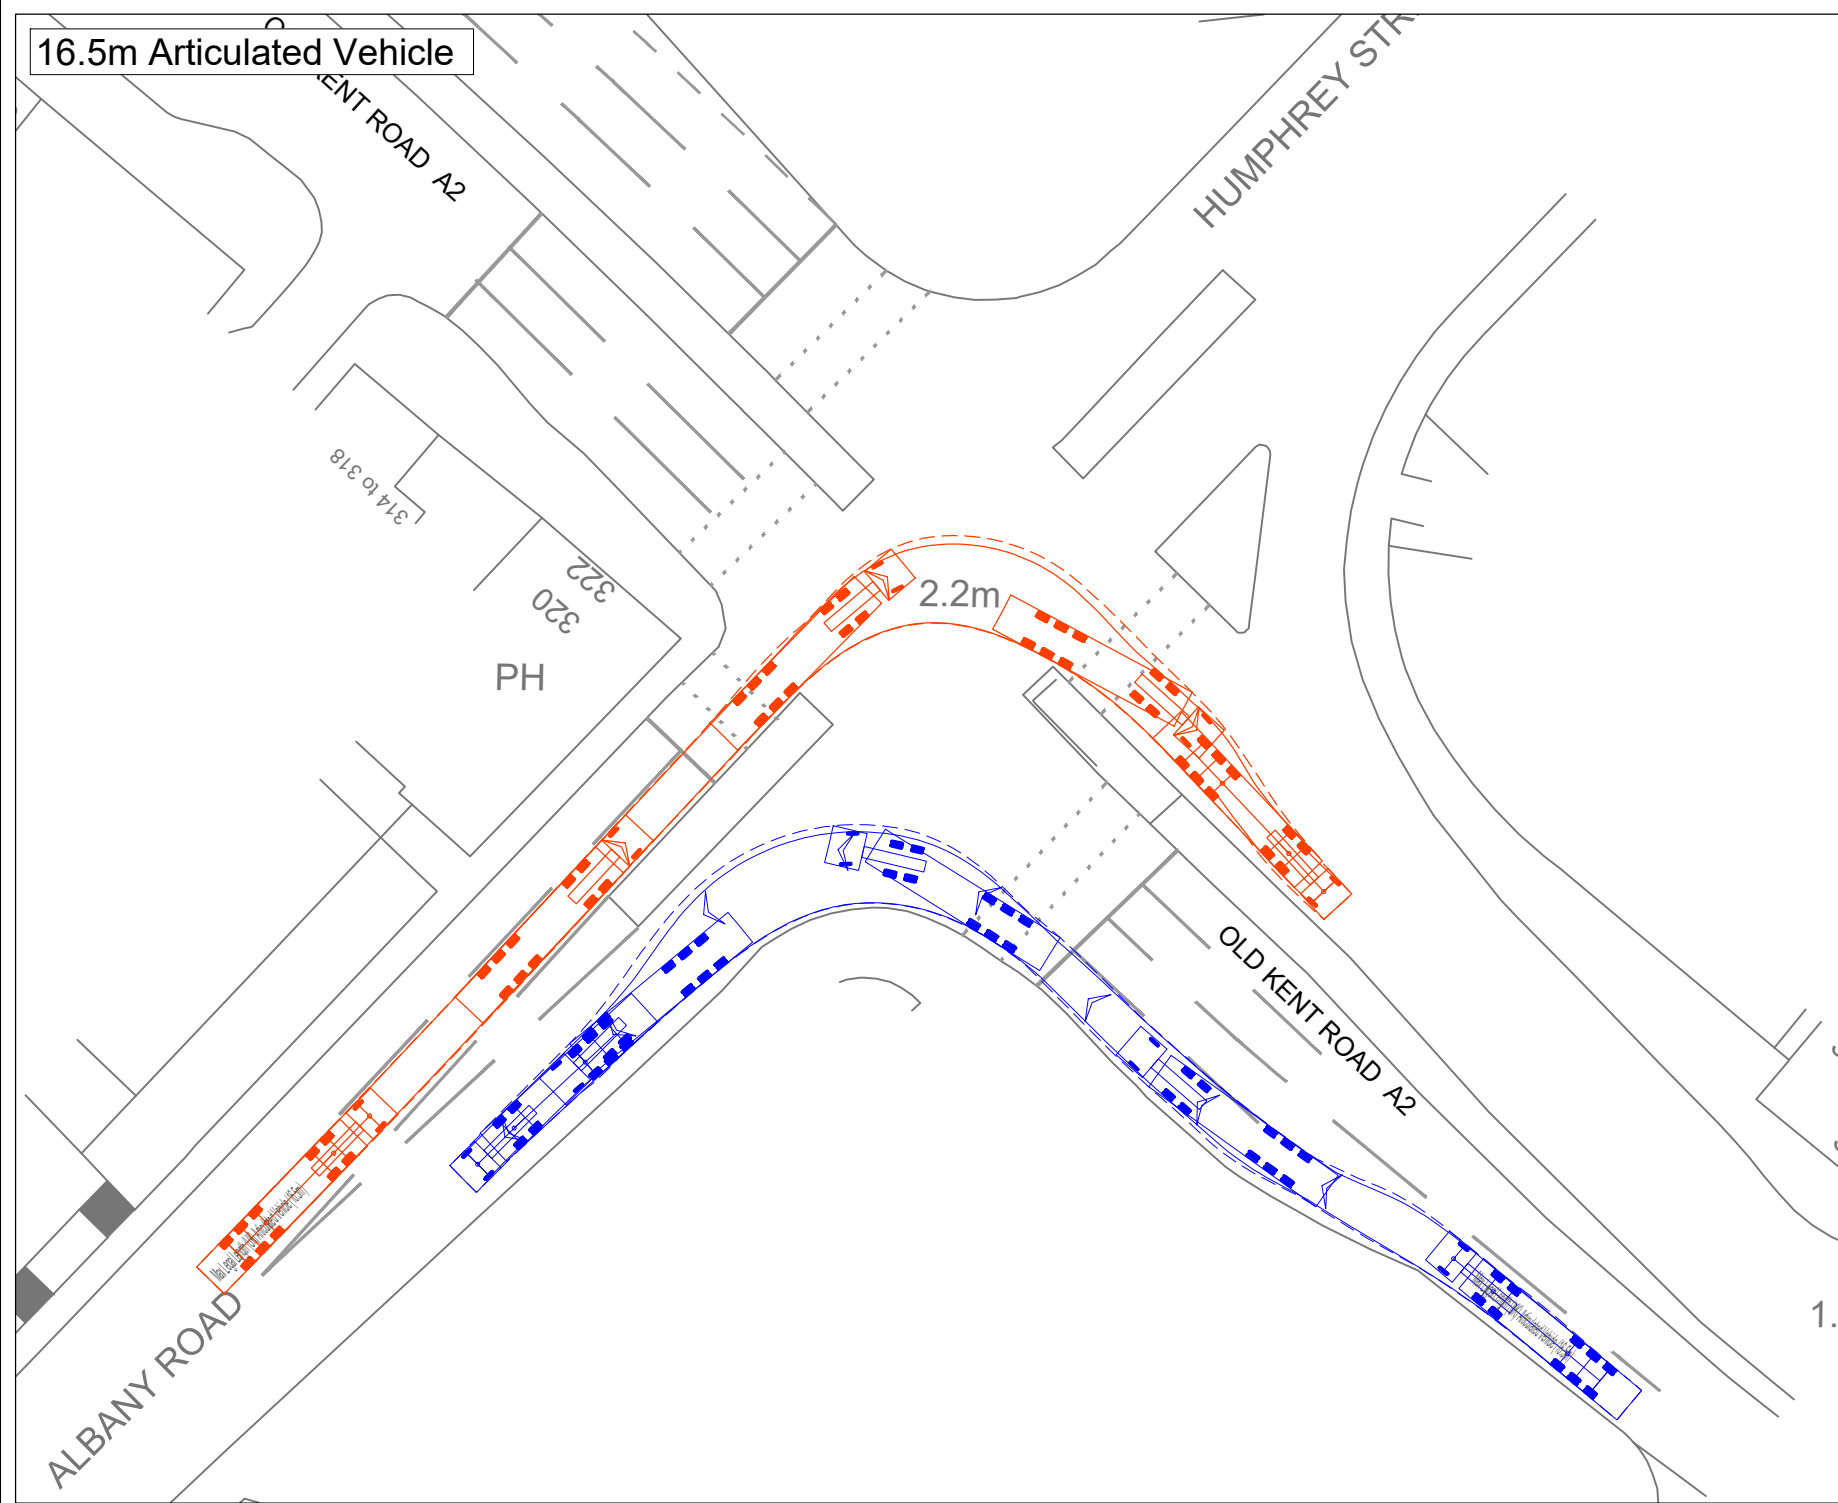 16.5m Articulated Vehicle
KENT ROAD A2
HUMPHREY STR
314 to 318
322
320
PH
2.2m
OLD KENT ROAD A2
ALBANY ROAD
1.